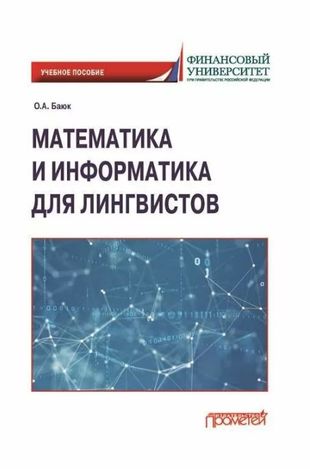 УЧЕБНОЕ ПОСОБИЕ
ФИНАНСОВЫЙ
УНИВЕРСИТЕТ
ПРИ ПРАВИТЕЛЬСТВЕ РОССИЙСКОЙ ФЕДЕРАЦИИ
О.А. Баюк
МАТЕМАТИКА
И ИНФОРМАТИКА
ДЛЯ ЛИНГВИСТОВ
Прометей